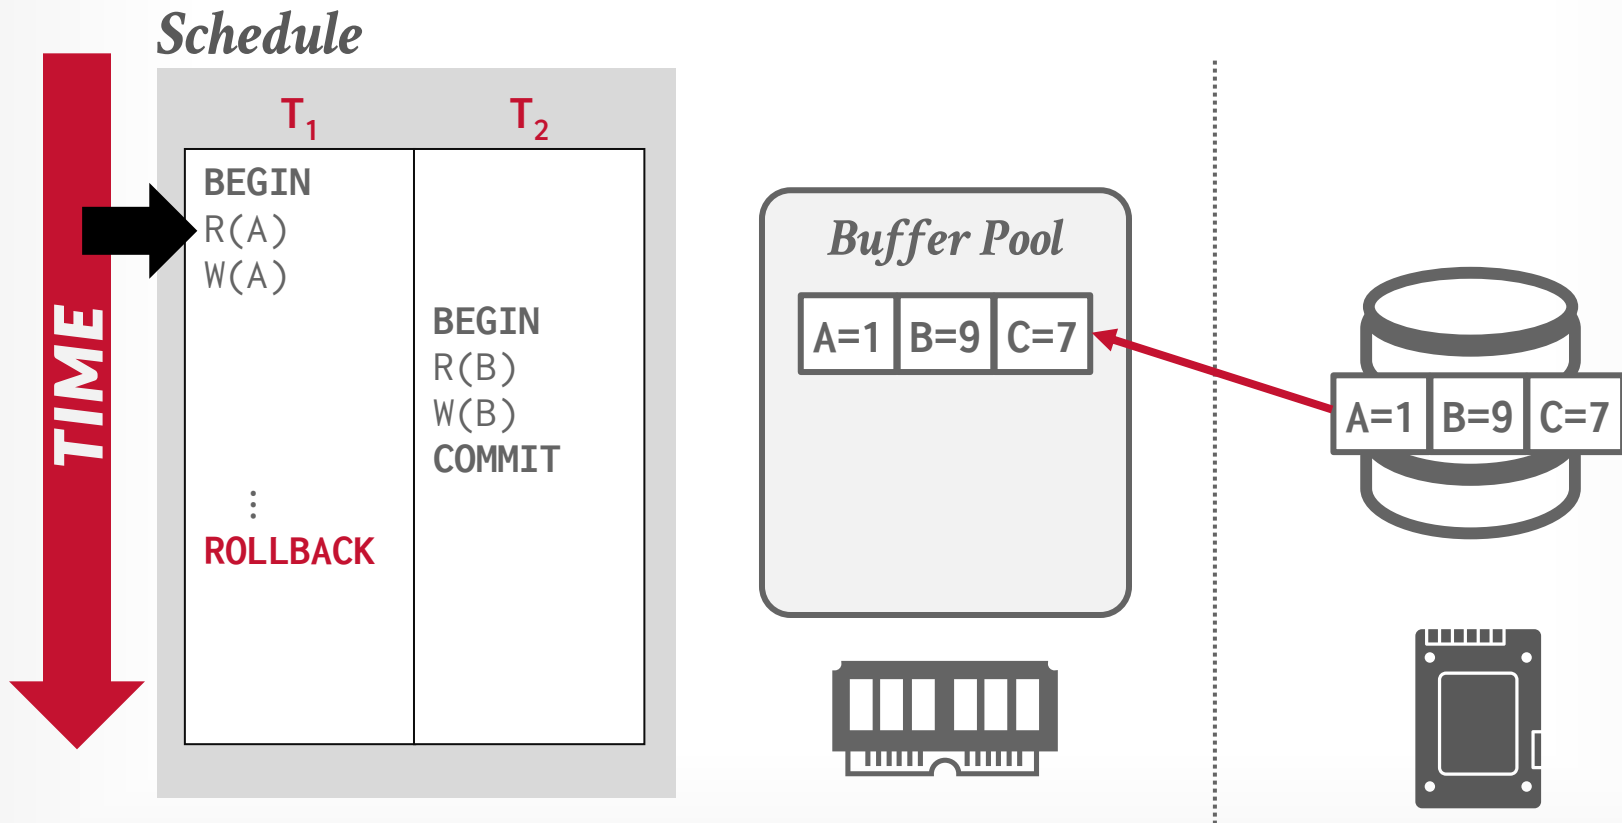 Schedule
TIME
T₁ T₂
BEGIN
R(A)
W(A)
BEGIN
R(B)
W(B)
COMMIT
⋮
ROLLBACK
Buffer Pool
A=1 B=9 C=7
A=1 B=9 C=7